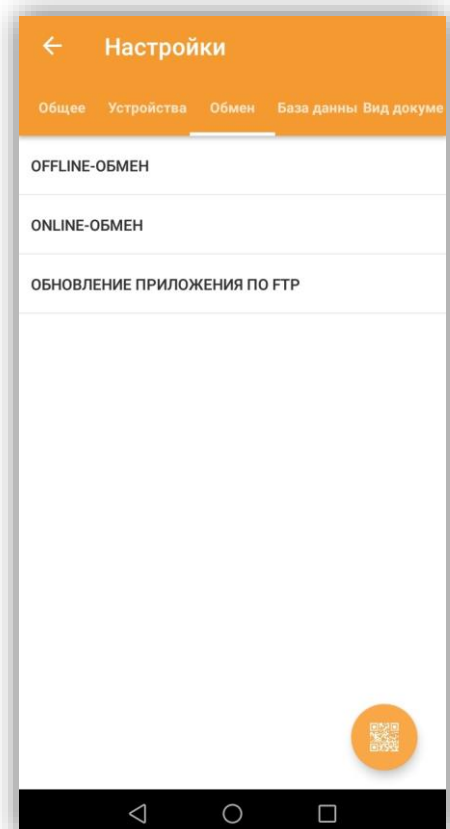 Настройки
Общее Устройства Обмен База данны Вид докуме
OFFLINE-ОБМЕН
ONLINE-ОБМЕН
ОБНОВЛЕНИЕ ПРИЛОЖЕНИЯ ПО FTP